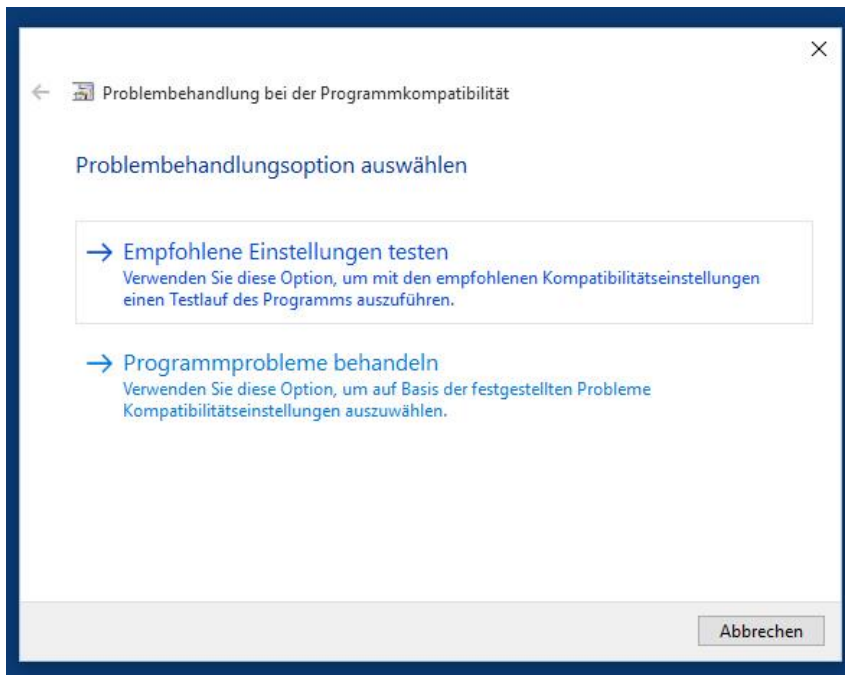 Problembehandlung bei der Programmkompatibilität
Problembehandlungsoption auswählen
Empfohlene Einstellungen testen
Verwenden Sie diese Option, um mit den empfohlenen Kompatibilitätseinstellungen
einen Testlauf des Programms auszuführen.
Programmprobleme behandeln
Verwenden Sie diese Option, um auf Basis der festgestellten Probleme
Kompatibilitätseinstellungen auszuwählen.
Abbrechen